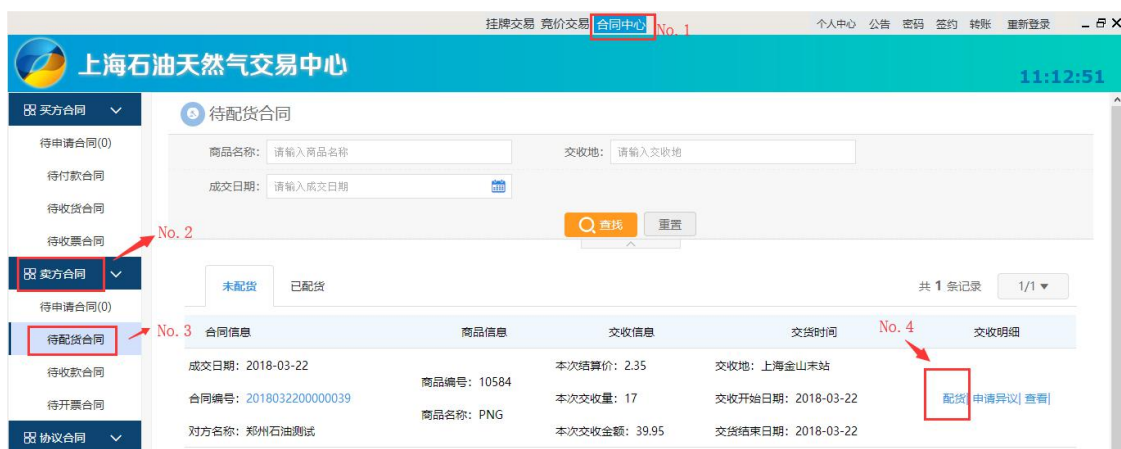 挂牌交易 竞价交易 合同中心 No. 1 个人中心 公告 密码 签约 转账 重新登录
上海石油天然气交易中心
11:12:51
买方合同
待申请合同(0)
待付款合同
待收货合同
待收票合同
No. 2
卖方合同
待申请合同(0)
待配货合同
No. 3
待收款合同
待开票合同
协议合同
待配货合同
商品名称: 请输入商品名称 交收地: 请输入交收地
成交日期: 请输入成交日期
查找 重置
未配货 已配货 共 1 条记录 1/1
合同信息 商品信息 交收信息 交货时间 No. 4 交收明细
成交日期: 2018-03-22 本次结算价: 2.35 交收地: 上海金山末站
商品编号: 10584
合同编号: 2018032200000039 本次交收量: 17 交收开始日期: 2018-03-22 配货| 申请异议| 查看|
商品名称: PNG
对方名称: 郑州石油测试 本次交收金额: 39.95 交货结束日期: 2018-03-22